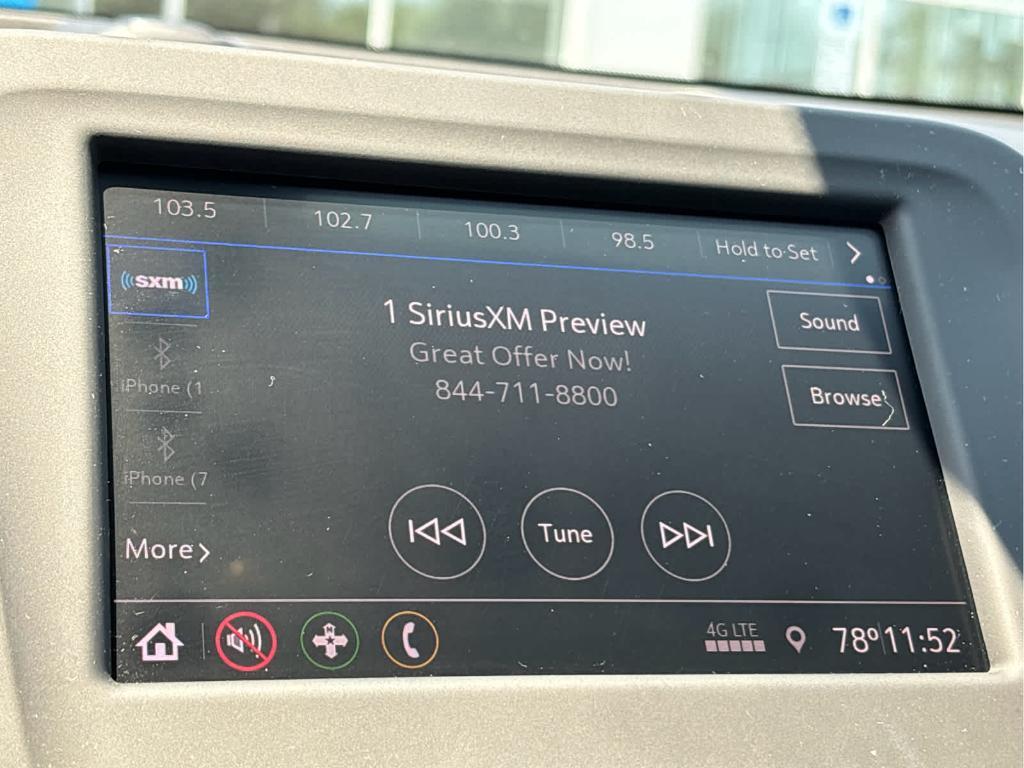 103.5 102.7 100.3 98.5 Hold to Set
sxm
1 SiriusXM Preview
Great Offer Now!
844-711-8800
Sound
Browse
iPhone (1
iPhone (7
More
Tune
N
4G LTE
78° 11:52